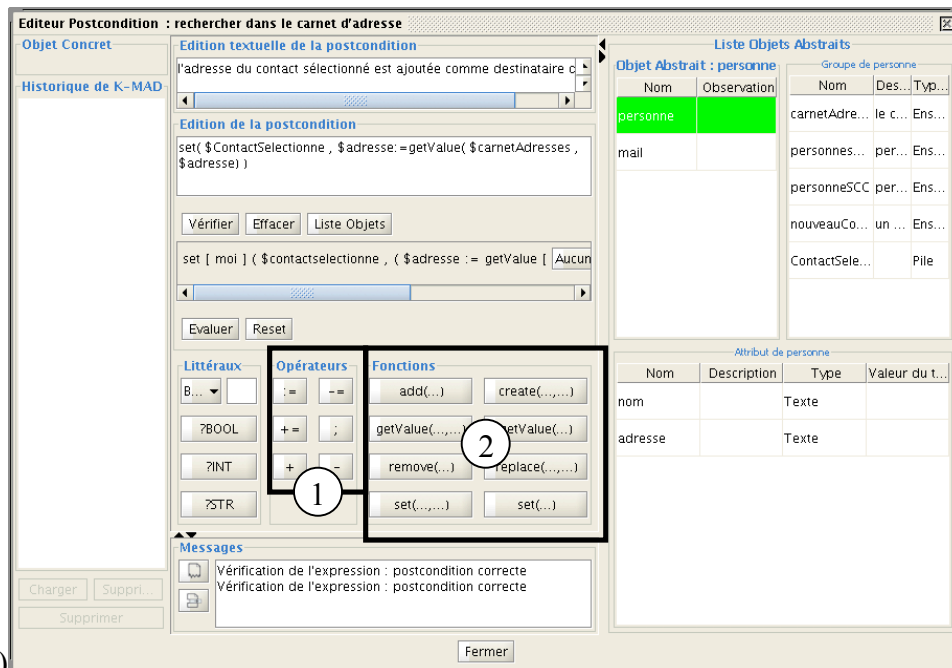 Editeur Postcondition : rechercher dans le carnet d'adresse
Objet Concret
Historique de K-MAD
Charger Suppri...
Supprimer
Edition textuelle de la postcondition
l'adresse du contact sélectionné est ajoutée comme destinataire c
Edition de la postcondition
set( $ContactSelectionne , $adresse:=getValue( $carnetAdresses ,
$adresse) )
Vérifier Effacer Liste Objets
set [ moi ] ( $contactselectionne , ( $adresse := getValue [ Aucun
Evaluer Reset
Littéraux Opérateurs Fonctions
B... := -= add(...) create(...,...)
?BOOL += ; getValue(...,...) getValue(...)
?INT + - remove(...) replace(...,...)
?STR set(...,...) set(...)
1
2
Messages
Vérification de l'expression : postcondition correcte
Vérification de l'expression : postcondition correcte
Liste Objets Abstraits
Objet Abstrait : personne
Nom Observation
personne
mail
Groupe de personne
Nom Des... Typ...
carnetAdre... le c... Ens...
personnes... per... Ens...
personneSCC per... Ens...
nouveauCo... un ... Ens...
ContactSele... Pile
Attribut de personne
Nom Description Type Valeur du t...
nom Texte
adresse Texte
Fermer